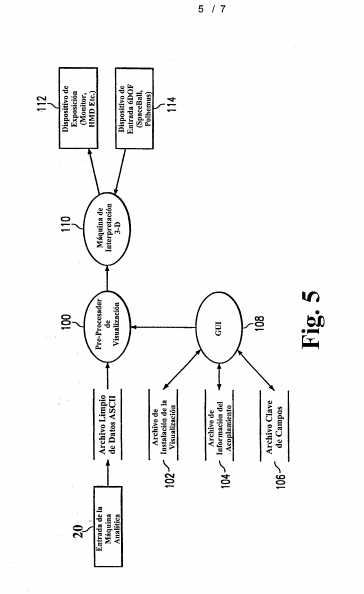 5 / 7
20
Entrada de la
Máquina
Analítica
Archivo Limpio
de Datos ASCII
100
Pre-Procesador
de
Visualización
110
Máquina de
Interpretación
3-D
112
Dispositivo de
Exposición
(Monitor,
HMD Etc.)
Dispositivo de
Entrada 6DOF
(SpaceBall,
Polhemus)
114
102
Archivo de
Instalación de la
Visualización
104
Archivo de
Información del
Acoplamiento
106
Archivo Clave
de Campos
GUI
108
Fig. 5